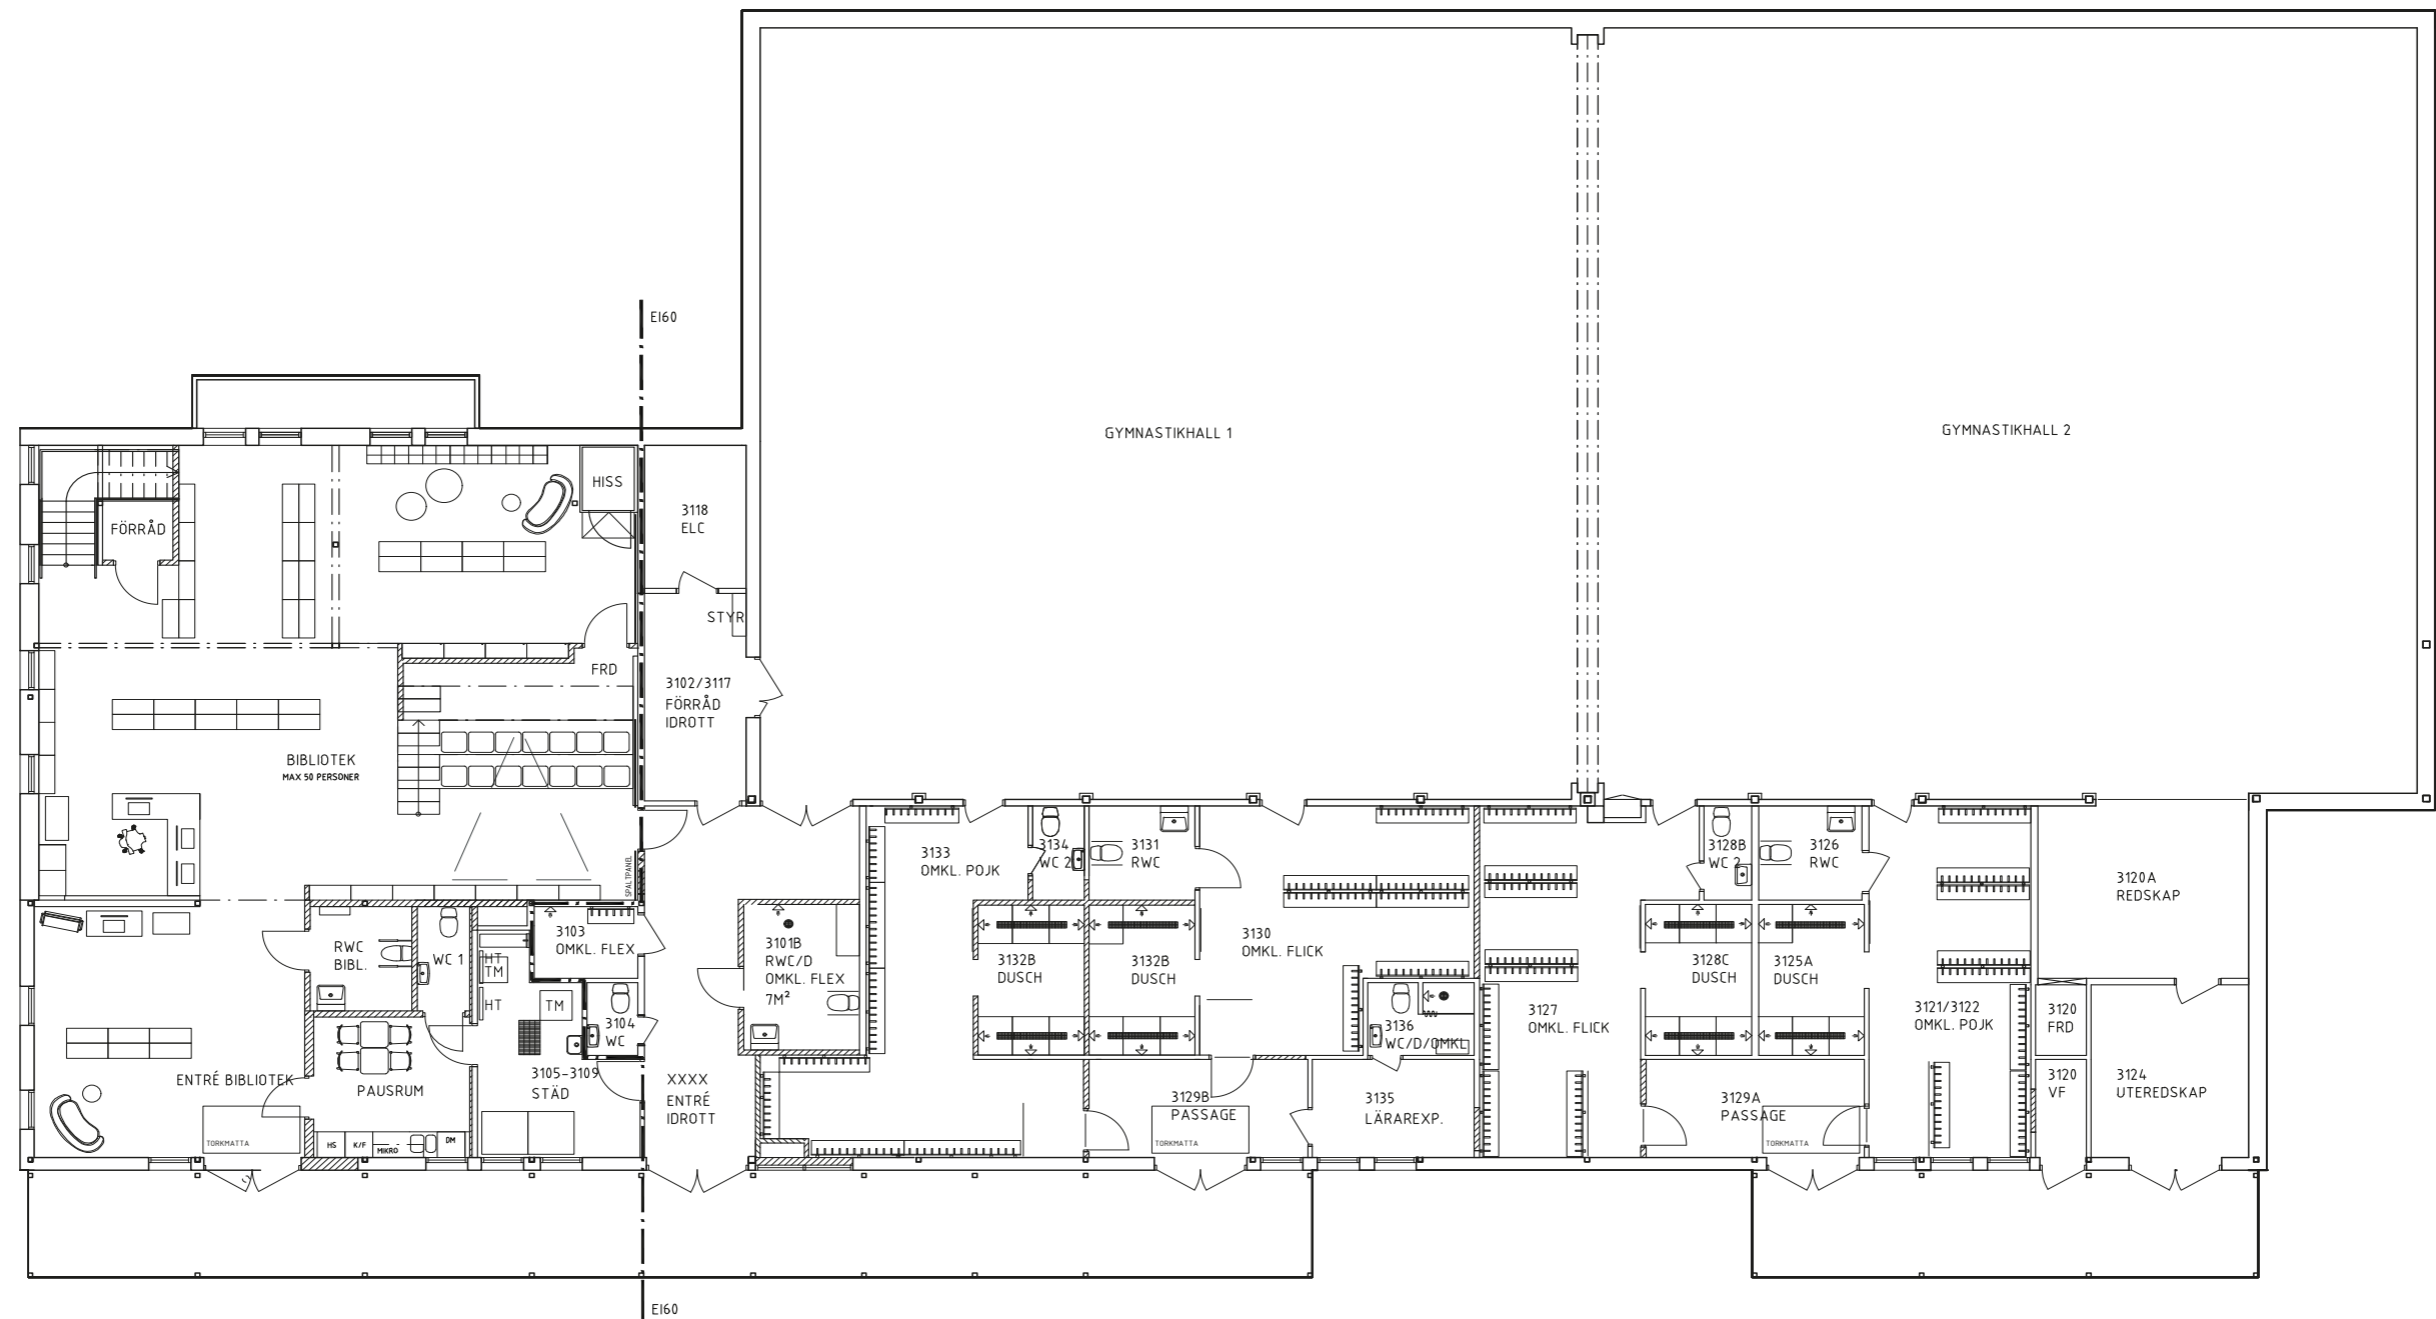 EI60
GYMNASTIKHALL 1
GYMNASTIKHALL 2
HISS
3118
ELC
FÖRRÅD
STYR
FRD
3102/3117
FÖRRÅD
IDROTT
BIBLIOTEK
MAX 50 PERSONER
SPALTPANEL
3133
OMKL. POJK
3134
WC 2
3131
RWC
3128B
WC 2
3126
RWC
3120A
REDSKAP
RWC
BIBL.
WC 1
HT
TM
HT
TM
3103
OMKL. FLEX
3101B
RWC/D
OMKL. FLEX
7M²
3132B
DUSCH
3132B
DUSCH
3130
OMKL. FLICK
3128C
DUSCH
3125A
DUSCH
3104
WC
3136
WC/D/OMKL
3127
OMKL. FLICK
3121/3122
OMKL. POJK
3120
FRD
ENTRÉ BIBLIOTEK
PAUSRUM
3105-3109
STÄD
XXXX
ENTRÉ
IDROTT
3129B
PASSAGE
3135
LÄRAREXP.
3129A
PASSAGE
3120
VF
3124
UTEREDSKAP
TORKMATTA
HS
K/F
MIKRO
DM
TORKMATTA
TORKMATTA
EI60